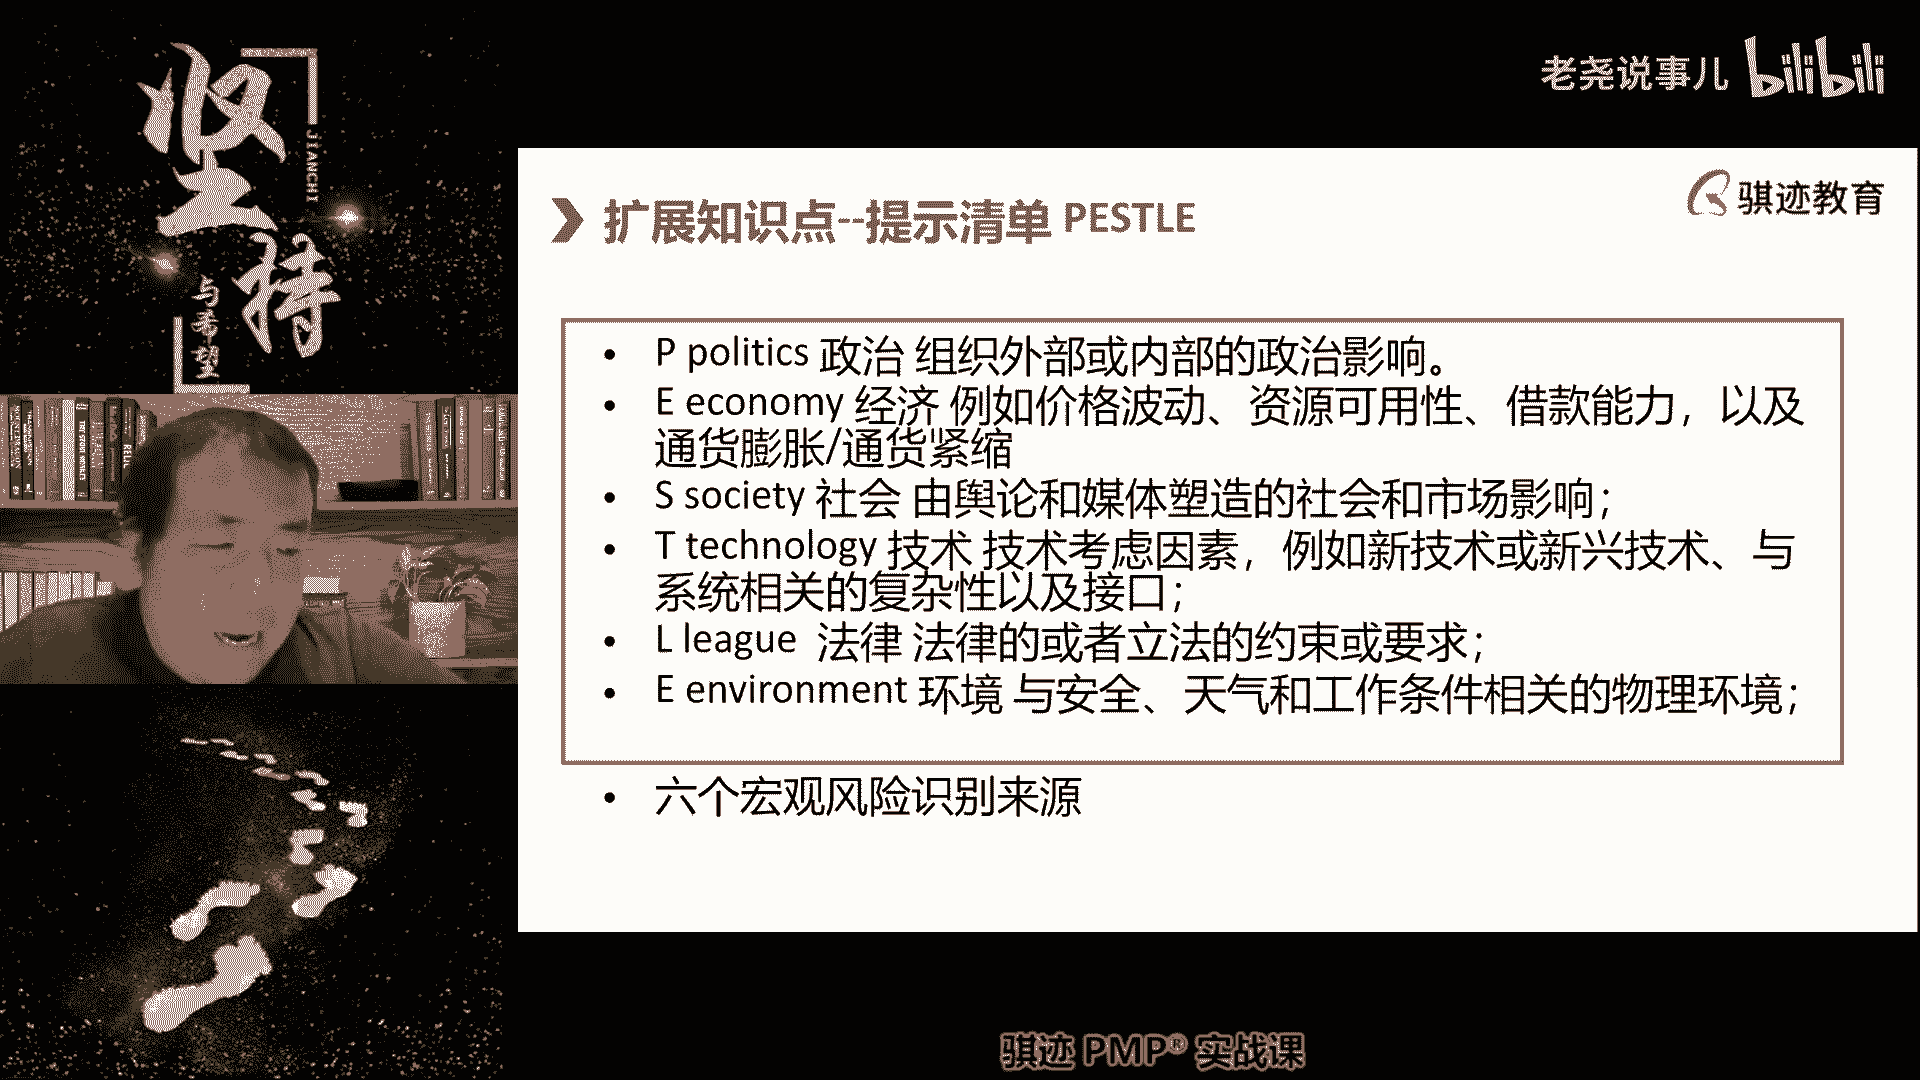 坚持
JIANCHI
与希望
老尧说事儿 bilibili
骐迹教育
扩展知识点--提示清单 PESTLE
• P politics 政治 组织外部或内部的政治影响。
• E economy 经济 例如价格波动、资源可用性、借款能力，以及
通货膨胀/通货紧缩
• S society 社会 由舆论和媒体塑造的社会和市场影响；
• T technology 技术 技术考虑因素，例如新技术或新兴技术、与
系统相关的复杂性以及接口；
• L league 法律 法律的或者立法的约束或要求；
• E environment 环境 与安全、天气和工作条件相关的物理环境；
• 六个宏观风险识别来源
骐迹 PMP® 实战课